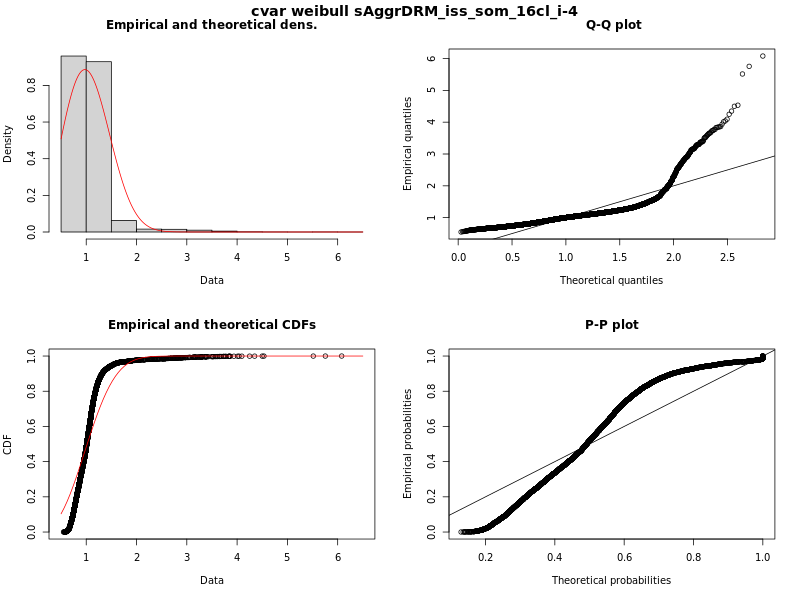 cvar weibull sAggrDRM_iss_som_16cl_i-4
Empirical and theoretical dens.
Density
0.0 0.2 0.4 0.6 0.8
1 2 3 4 5 6
Data
Q-Q plot
Empirical quantiles
1 2 3 4 5 6
0.0 0.5 1.0 1.5 2.0 2.5
Theoretical quantiles
Empirical and theoretical CDFs
CDF
0.0 0.2 0.4 0.6 0.8 1.0
1 2 3 4 5 6
Data
P-P plot
Empirical probabilities
0.0 0.2 0.4 0.6 0.8 1.0
0.2 0.4 0.6 0.8 1.0
Theoretical probabilities